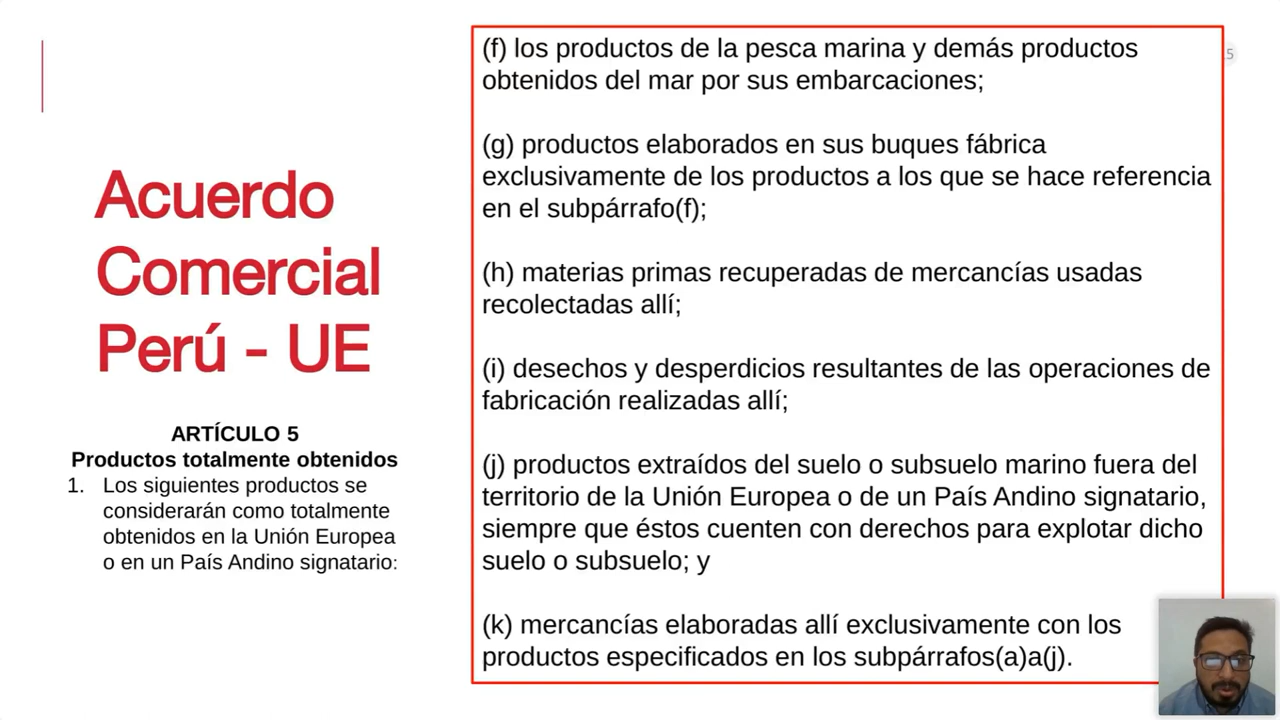 Acuerdo
Comercial
Perú - UE
ARTÍCULO 5
Productos totalmente obtenidos
1. Los siguientes productos se
considerarán como totalmente
obtenidos en la Unión Europea
o en un País Andino signatario:
(f) los productos de la pesca marina y demás productos
obtenidos del mar por sus embarcaciones;
(g) productos elaborados en sus buques fábrica
exclusivamente de los productos a los que se hace referencia
en el subpárrafo(f);
(h) materias primas recuperadas de mercancías usadas
recolectadas allí;
(i) desechos y desperdicios resultantes de las operaciones de
fabricación realizadas allí;
(j) productos extraídos del suelo o subsuelo marino fuera del
territorio de la Unión Europea o de un País Andino signatario,
siempre que éstos cuenten con derechos para explotar dicho
suelo o subsuelo; y
(k) mercancías elaboradas allí exclusivamente con los
productos especificados en los subpárrafos(a)a(j).